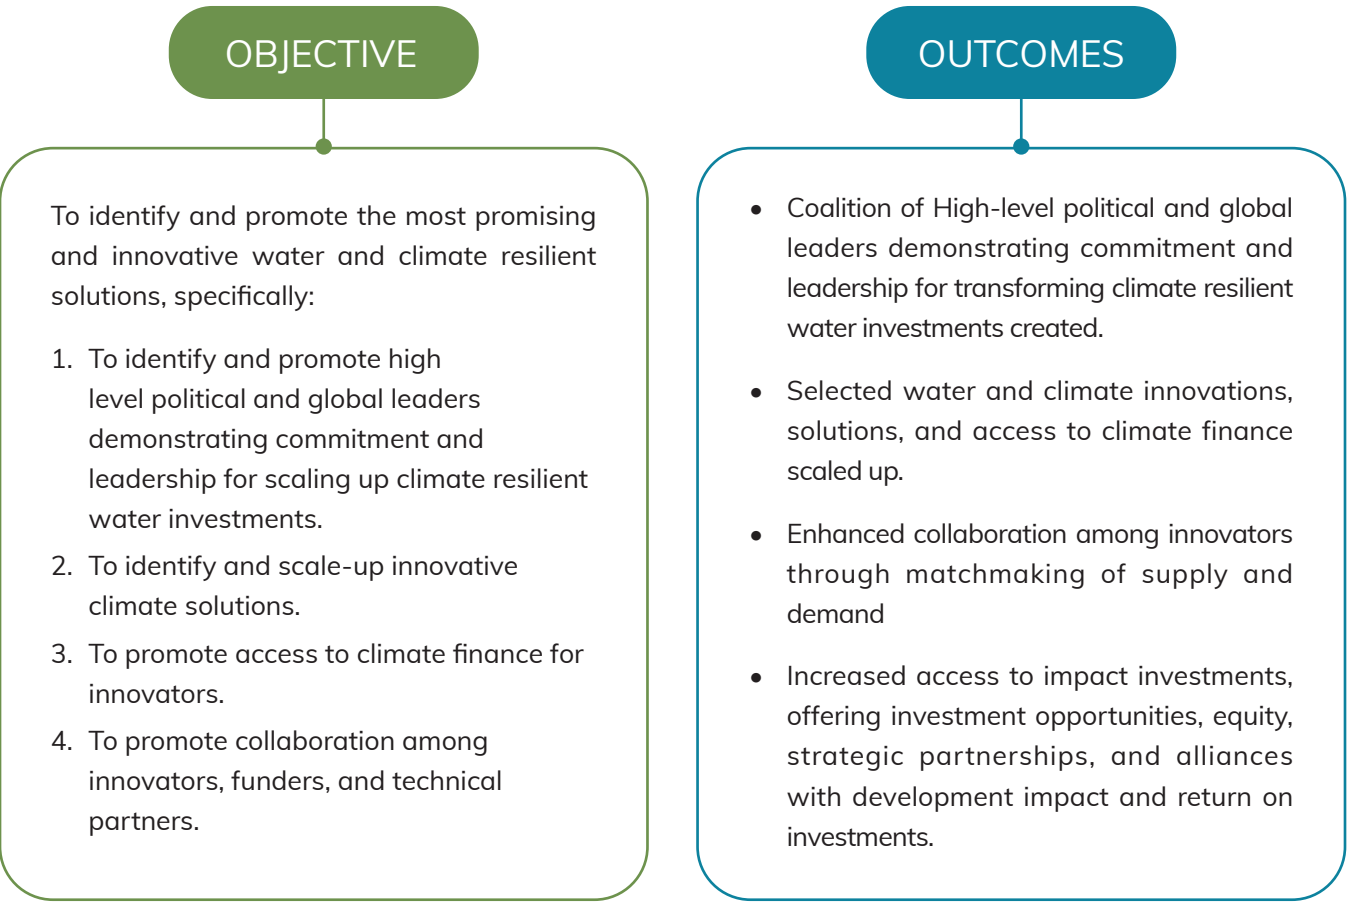 OBJECTIVE
To identify and promote the most promising
and innovative water and climate resilient
solutions, specifically:
1. To identify and promote high
level political and global leaders
demonstrating commitment and
leadership for scaling up climate resilient
water investments.
2. To identify and scale-up innovative
climate solutions.
3. To promote access to climate finance for
innovators.
4. To promote collaboration among
innovators, funders, and technical
partners.
OUTCOMES
• Coalition of High-level political and global
leaders demonstrating commitment and
leadership for transforming climate resilient
water investments created.
• Selected water and climate innovations,
solutions, and access to climate finance
scaled up.
• Enhanced collaboration among innovators
through matchmaking of supply and
demand
• Increased access to impact investments,
offering investment opportunities, equity,
strategic partnerships, and alliances
with development impact and return on
investments.